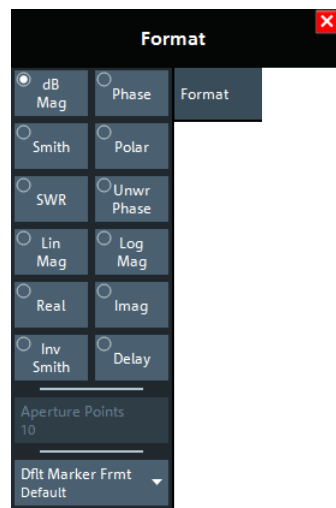 Format
dB
Mag
Phase
Format
Smith
Polar
SWR
Unwr
Phase
Lin
Mag
Log
Mag
Real
Imag
Inv
Smith
Delay
Aperture Points
10
Dflt Marker Frmt
Default